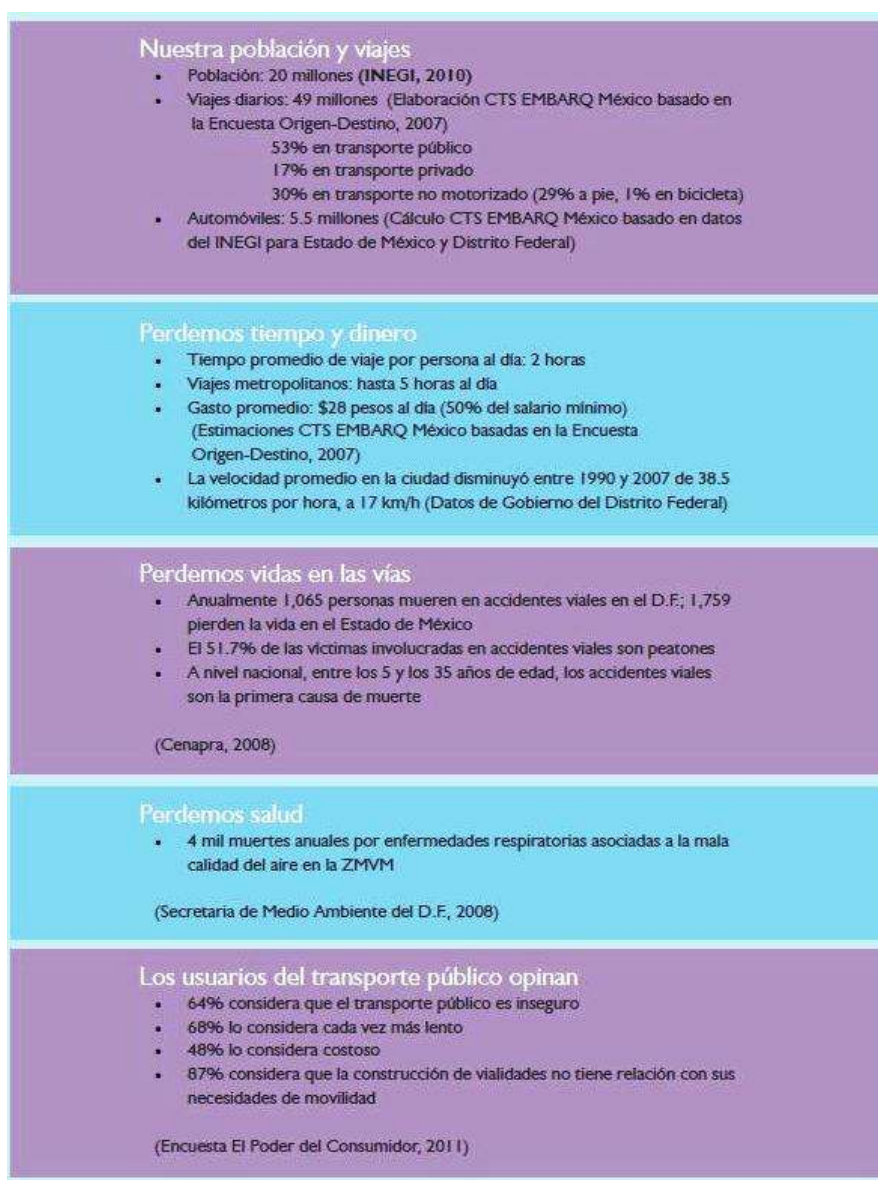 Nuestra población y viajes
• Población: 20 millones (INEGI, 2010)
• Viajes diarios: 49 millones (Elaboración CTS EMBARQ México basado en
la Encuesta Origen-Destino, 2007)
53% en transporte público
17% en transporte privado
30% en transporte no motorizado (29% a pie, 1% en bicicleta)
• Automóviles: 5.5 millones (Cálculo CTS EMBARQ México basado en datos
del INEGI para Estado de México y Distrito Federal)
Perdemos tiempo y dinero
• Tiempo promedio de viaje por persona al día: 2 horas
• Viajes metropolitanos: hasta 5 horas al día
• Gasto promedio: $28 pesos al día (50% del salario mínimo)
(Estimaciones CTS EMBARQ México basadas en la Encuesta
Origen-Destino, 2007)
• La velocidad promedio en la ciudad disminuyó entre 1990 y 2007 de 38.5
kilómetros por hora, a 17 km/h (Datos de Gobierno del Distrito Federal)
Perdemos vidas en las vías
• Anualmente 1,065 personas mueren en accidentes viales en el D.F.; 1,759
pierden la vida en el Estado de México
• El 51.7% de las víctimas involucradas en accidentes viales son peatones
• A nivel nacional, entre los 5 y los 35 años de edad, los accidentes viales
son la primera causa de muerte
(Cenapra, 2008)
Perdemos salud
• 4 mil muertes anuales por enfermedades respiratorias asociadas a la mala
calidad del aire en la ZMVM
(Secretaria de Medio Ambiente del D.F., 2008)
Los usuarios del transporte público opinan
• 64% considera que el transporte público es inseguro
• 68% lo considera cada vez más lento
• 48% lo considera costoso
• 87% considera que la construcción de vialidades no tiene relación con sus
necesidades de movilidad
(Encuesta El Poder del Consumidor, 2011)